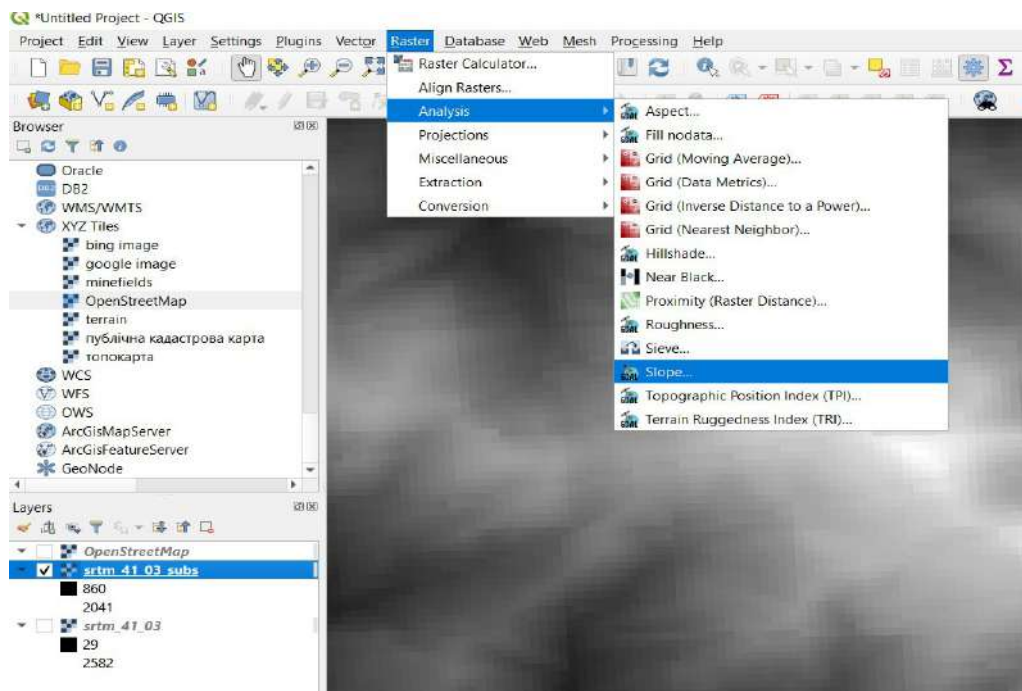 *Untitled Project - QGIS
Project Edit View Layer Settings Plugins Vector Raster Database Web Mesh Processing Help
Raster Calculator...
Align Rasters...
Analysis
Projections
Miscellaneous
Extraction
Conversion
Aspect...
Fill nodata...
Grid (Moving Average)...
Grid (Data Metrics)...
Grid (Inverse Distance to a Power)...
Grid (Nearest Neighbor)...
Hillshade...
Near Black...
Proximity (Raster Distance)...
Roughness...
Sieve...
Slope...
Topographic Position Index (TPI)...
Terrain Ruggedness Index (TRI)...
Browser
Oracle
DB2
WMS/WMTS
XYZ Tiles
bing image
google image
minefields
OpenStreetMap
terrain
публічна кадастрова карта
топокарта
WCS
WFS
OWS
ArcGisMapServer
ArcGisFeatureServer
GeoNode
Layers
OpenStreetMap
srtm_41_03_subs
860
2041
srtm_41_03
29
2582